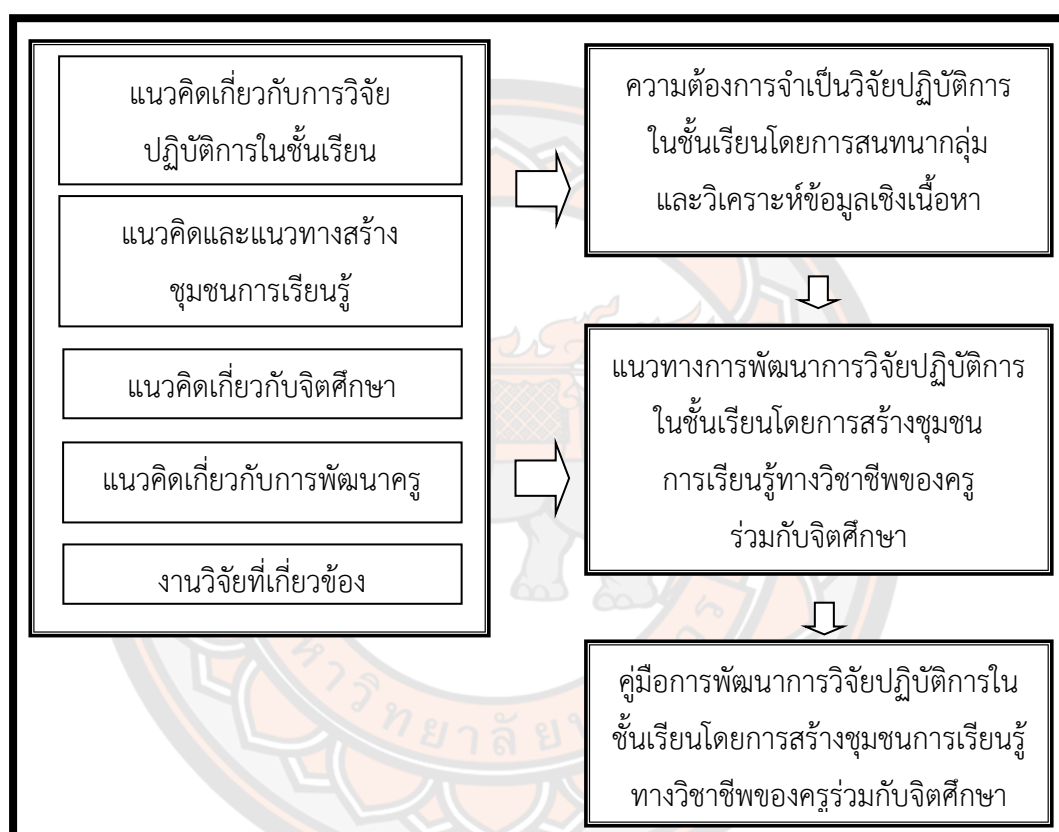 แนวคิดเกี่ยวกับการวิจัย
ปฏิบัติการในชั้นเรียน
แนวคิดและแนวทางสร้าง
ชุมชนการเรียนรู้
แนวคิดเกี่ยวกับจิตศึกษา
แนวคิดเกี่ยวกับการพัฒนาครู
งานวิจัยที่เกี่ยวข้อง
ความต้องการจำเป็นวิจัยปฏิบัติการ
ในชั้นเรียนโดยการสนทนากลุ่ม
และวิเคราะห์ข้อมูลเชิงเนื้อหา
แนวทางการพัฒนาการวิจัยปฏิบัติการ
ในชั้นเรียนโดยการสร้างชุมชน
การเรียนรู้ทางวิชาชีพของครู
ร่วมกับจิตศึกษา
คู่มือการพัฒนาการวิจัยปฏิบัติการใน
ชั้นเรียนโดยการสร้างชุมชนการเรียนรู้
ทางวิชาชีพของครูร่วมกับจิตศึกษา